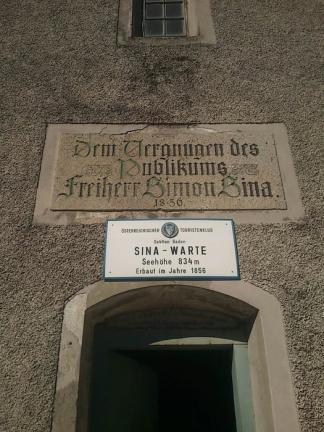 Dem Vergnügen des
Publikums
Freiherr Simon Sina
1856.
ÖSTERREICHISCHER TOURISTENKLUB
Sektion Baden
SINA-WARTE
Seehöhe 834m
Erbaut im Jahre 1856